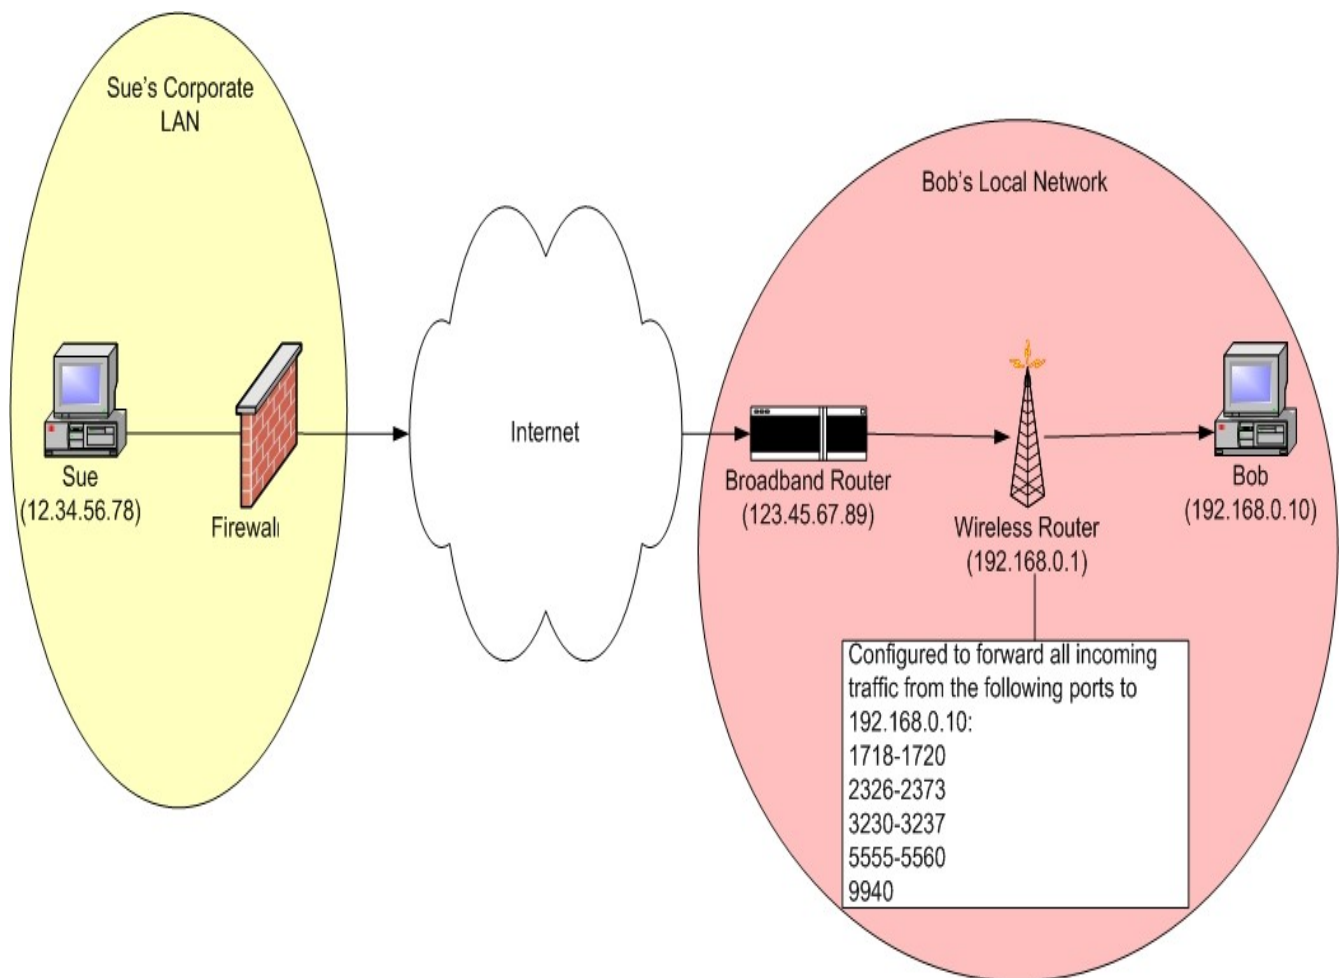 Sue's Corporate
LAN
Bob's Local Network
Internet
Sue
(12.34.56.78)
Firewall
Broadband Router
(123.45.67.89)
Wireless Router
(192.168.0.1)
Bob
(192.168.0.10)
Configured to forward all incoming
traffic from the following ports to
192.168.0.10:
1718-1720
2326-2373
3230-3237
5555-5560
9940